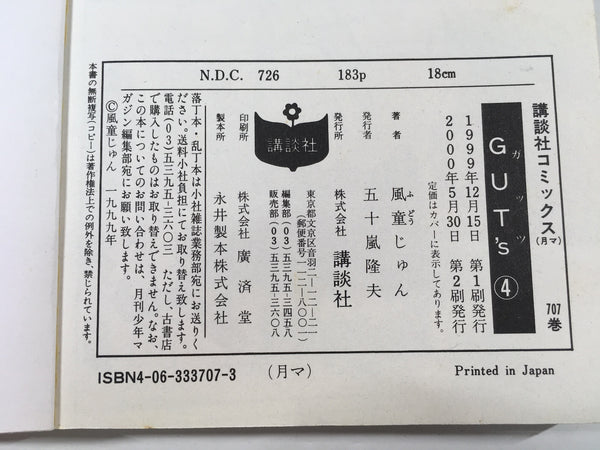 N.D.C. 726 183p 18cm
講談社コミックス(月マ) 707巻
GUT's ④
ガッツ
1999年12月15日 第1刷発行
2000年5月30日 第2刷発行
定価はカバーに表示してあります。
著者 風童じゅん
ふどう
発行者 五十嵐隆夫
発行所 株式会社 講談社
東京都文京区音羽二-一二-二一
(郵便番号一一二-八〇〇一)
編集部(03)五三九五-三四五八
販売部(03)五三九五-三六〇八
講談社
印刷所 株式会社 廣済堂
製本所 永井製本株式会社
落丁本・乱丁本は小社雑誌業務部宛にお送りく
ださい。送料小社負担にてお取り替え致します。
電話(03)五三九五-三六〇三 ただし、古書店
で購入したものはお取り替えできません。なお、
この本についてのお問い合わせは、月刊少年マ
ガジン編集部宛にお願い致します。
©風童じゅん 一九九九年
本書の無断複写(コピー)は著作権法上での例外を除き、禁じられています。
ISBN4-06-333707-3 (月マ) Printed in Japan